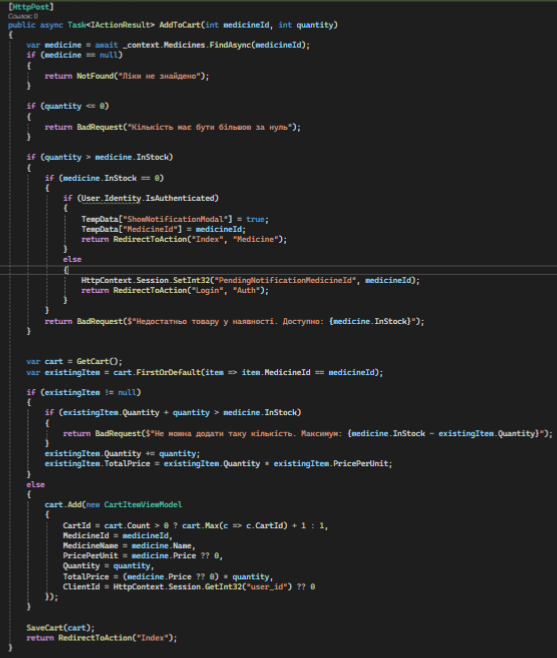 [HttpPost]
Ссылок: 0
public async Task<IActionResult> AddToCart(int medicineId, int quantity)
{
    var medicine = await _context.Medicines.FindAsync(medicineId);
    if (medicine == null)
    {
        return NotFound("Ліки не знайдено");
    }

    if (quantity <= 0)
    {
        return BadRequest("Кількість має бути більшою за нуль");
    }

    if (quantity > medicine.InStock)
    {
        if (medicine.InStock == 0)
        {
            if (User.Identity.IsAuthenticated)
            {
                TempData["ShowNotificationModal"] = true;
                TempData["MedicineId"] = medicineId;
                return RedirectToAction("Index", "Medicine");
            }
            else
            {
                HttpContext.Session.SetInt32("PendingNotificationMedicineId", medicineId);
                return RedirectToAction("Login", "Auth");
            }
        }
        return BadRequest($"Недостатньо товару у наявності. Доступно: {medicine.InStock}");
    }

    var cart = GetCart();
    var existingItem = cart.FirstOrDefault(item => item.MedicineId == medicineId);

    if (existingItem != null)
    {
        if (existingItem.Quantity + quantity > medicine.InStock)
        {
            return BadRequest($"Не можна додати таку кількість. Максимум: {medicine.InStock - existingItem.Quantity}");
        }
        existingItem.Quantity += quantity;
        existingItem.TotalPrice = existingItem.Quantity * existingItem.PricePerUnit;
    }
    else
    {
        cart.Add(new CartItemViewModel
        {
            CartId = cart.Count > 0 ? cart.Max(c => c.CartId) + 1 : 1,
            MedicineId = medicineId,
            MedicineName = medicine.Name,
            PricePerUnit = medicine.Price ?? 0,
            Quantity = quantity,
            TotalPrice = (medicine.Price ?? 0) * quantity,
            ClientId = HttpContext.Session.GetInt32("user_id") ?? 0
        });
    }

    SaveCart(cart);
    return RedirectToAction("Index");
}